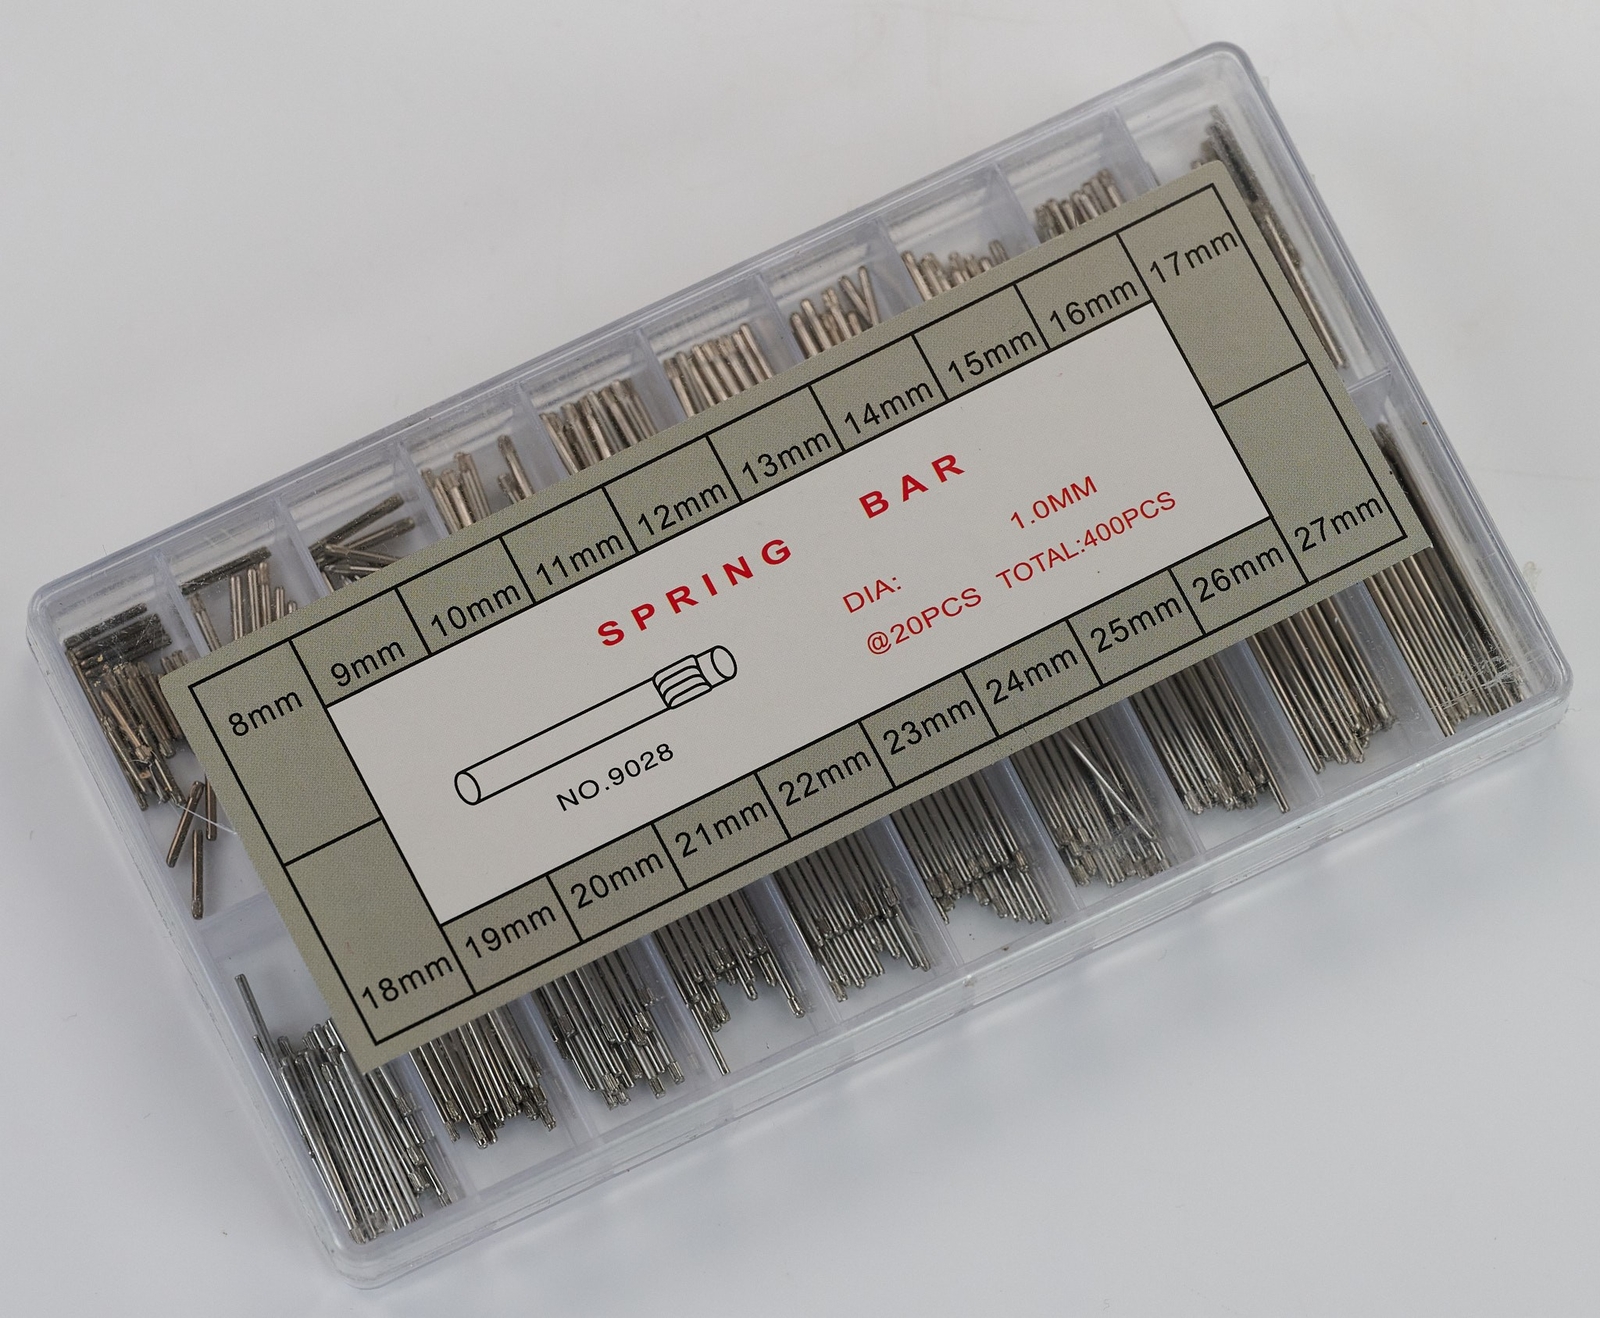 8mm
9mm
10mm
11mm
12mm
13mm
14mm
15mm
16mm
17mm
SPRING BAR
DIA: 1.0MM
@20PCS TOTAL:400PCS
NO.9028
18mm
19mm
20mm
21mm
22mm
23mm
24mm
25mm
26mm
27mm